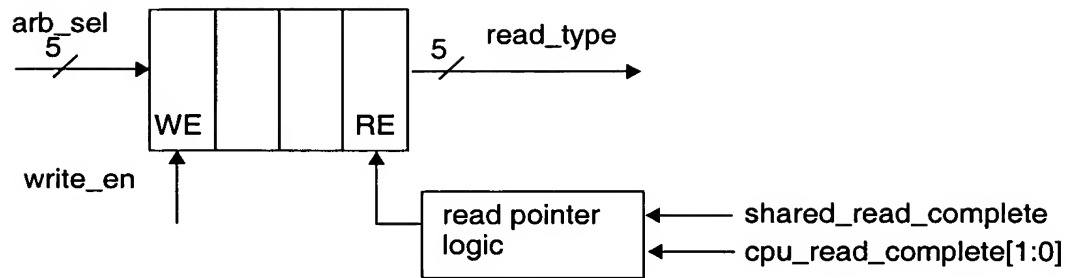 arb_sel
5
5
read_type
WE
RE
write_en
read pointer
logic
shared_read_complete
cpu_read_complete[1:0]